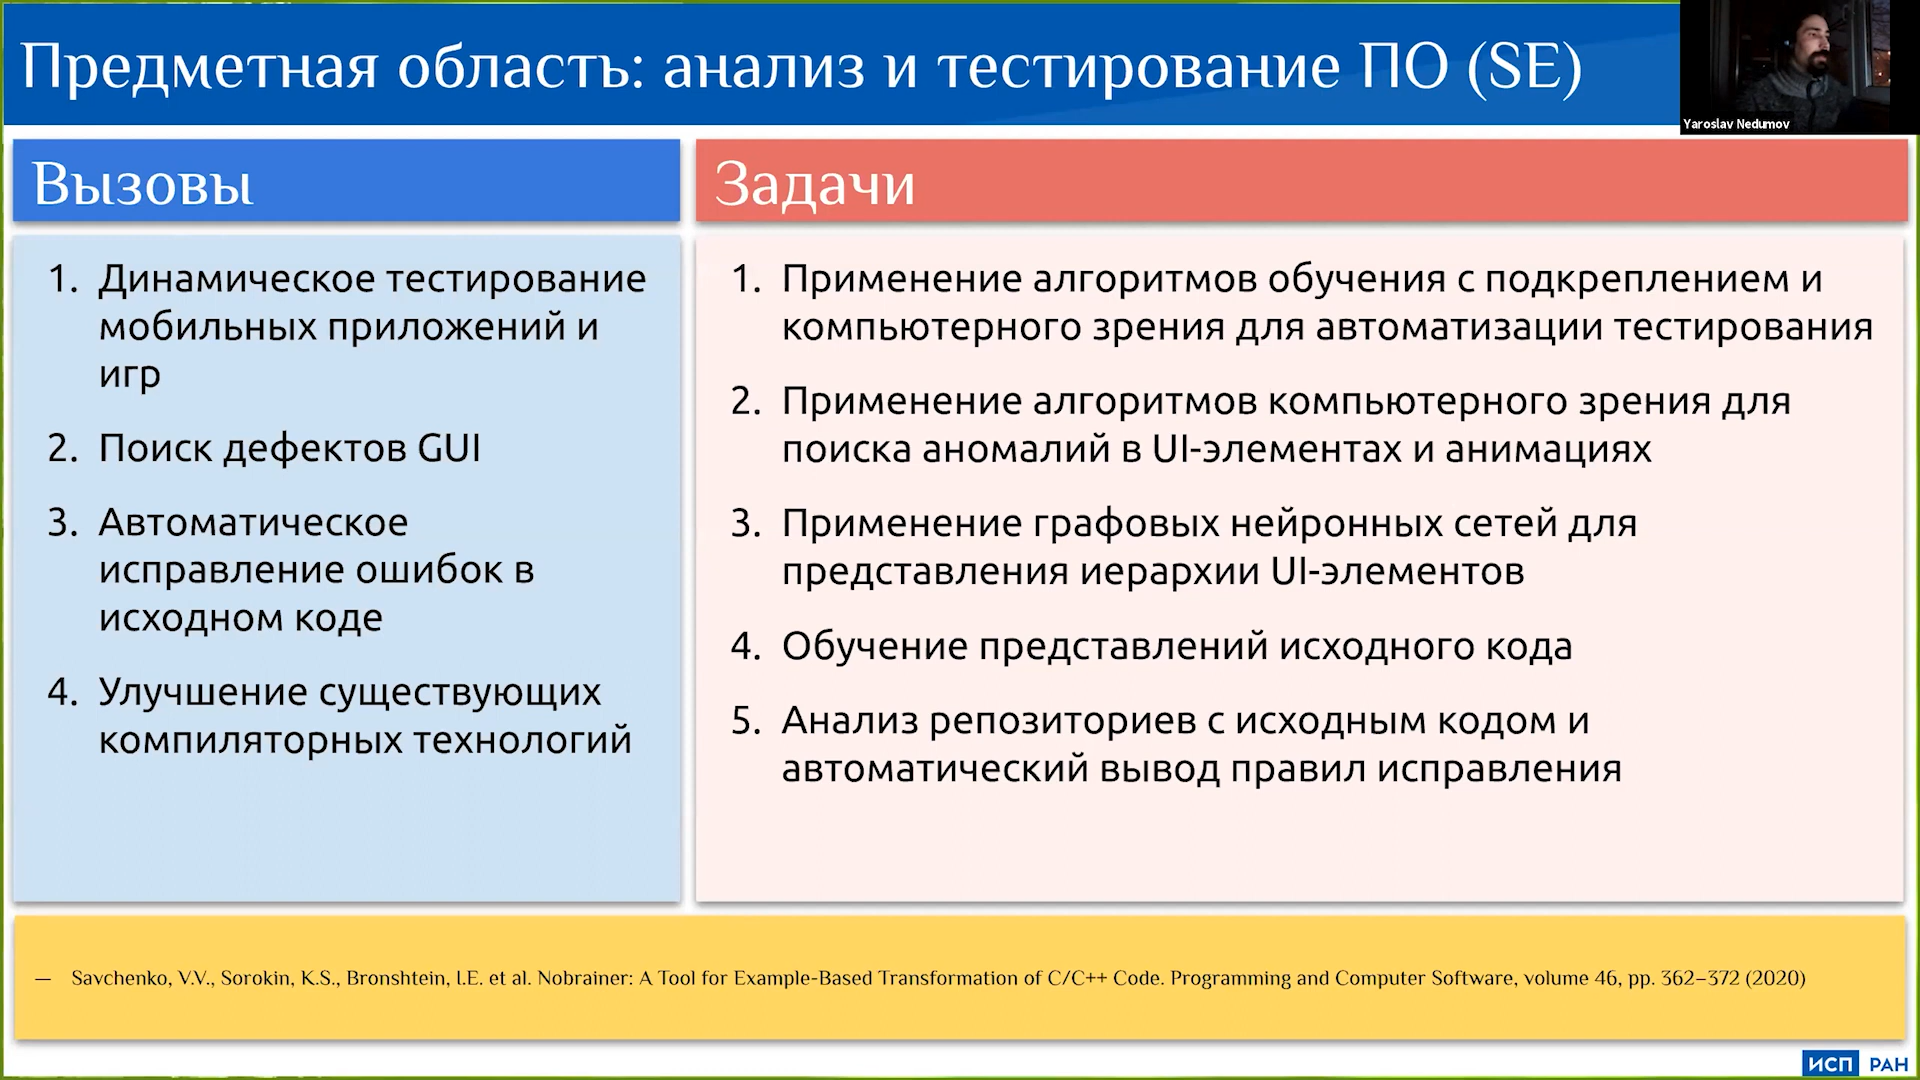 Предметная область: анализ и тестирование ПО (SE)
Yaroslav Nedumov
Вызовы
1. Динамическое тестирование
мобильных приложений и
игр
2. Поиск дефектов GUI
3. Автоматическое
исправление ошибок в
исходном коде
4. Улучшение существующих
компиляторных технологий
Задачи
1. Применение алгоритмов обучения с подкреплением и
компьютерного зрения для автоматизации тестирования
2. Применение алгоритмов компьютерного зрения для
поиска аномалий в UI-элементах и анимациях
3. Применение графовых нейронных сетей для
представления иерархии UI-элементов
4. Обучение представлений исходного кода
5. Анализ репозиториев с исходным кодом и
автоматический вывод правил исправления
— Savchenko, V.V., Sorokin, K.S., Bronshtein, I.E. et al. Nobrainer: A Tool for Example-Based Transformation of C/C++ Code. Programming and Computer Software, volume 46, pp. 362–372 (2020)
ИСП РАН